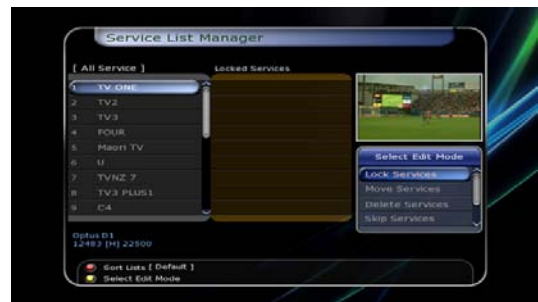 Service List Manager
[ All Service ]
Locked Services
1 TV ONE
2 TV2
3 TV3
4 FOUR
5 Maori TV
6 U
7 TVNZ 7
8 TV3 PLUS1
9 C4
Select Edit Mode
Lock Services
Move Services
Delete Services
Skip Services
Optus D1
12483 [H] 22500
Sort Lists [ Default ]
Select Edit Mode